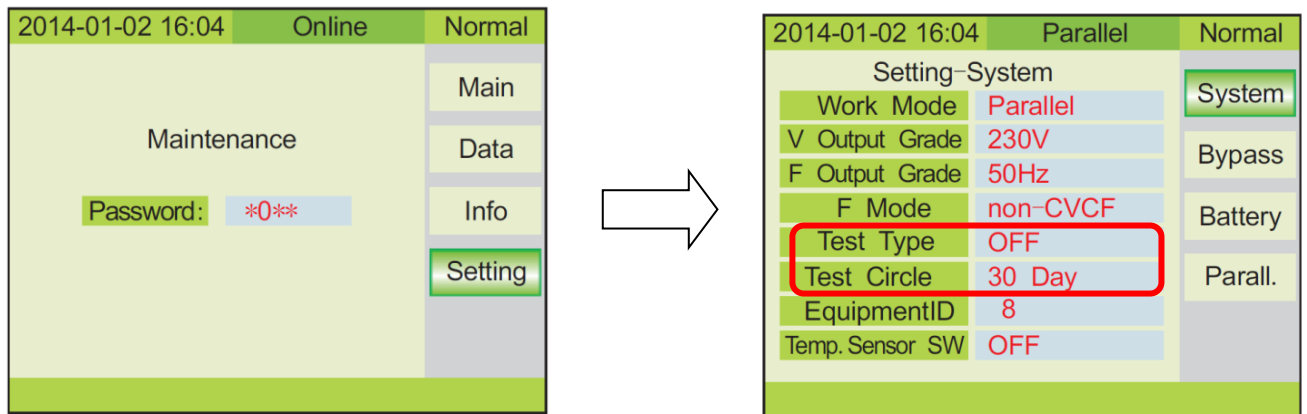 2014-01-02 16:04 Online Normal
Maintenance
Password: *0**
Main
Data
Info
Setting
2014-01-02 16:04 Parallel Normal
Setting-System
Work Mode Parallel
V Output Grade 230V
F Output Grade 50Hz
F Mode non-CVCF
Test Type OFF
Test Circle 30 Day
EquipmentID 8
Temp. Sensor SW OFF
System
Bypass
Battery
Parall.